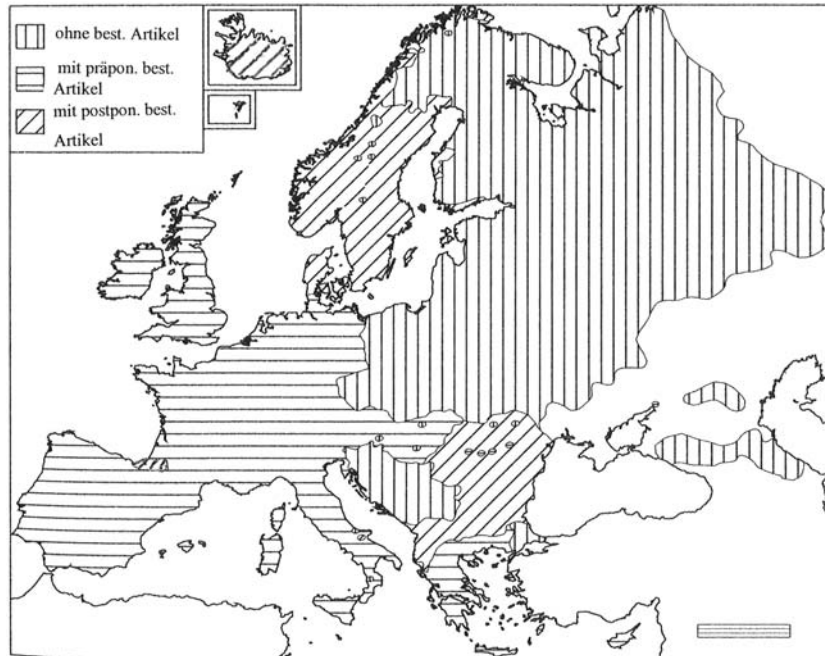 ohne best. Artikel
mit präpon. best.
Artikel
mit postpon. best.
Artikel